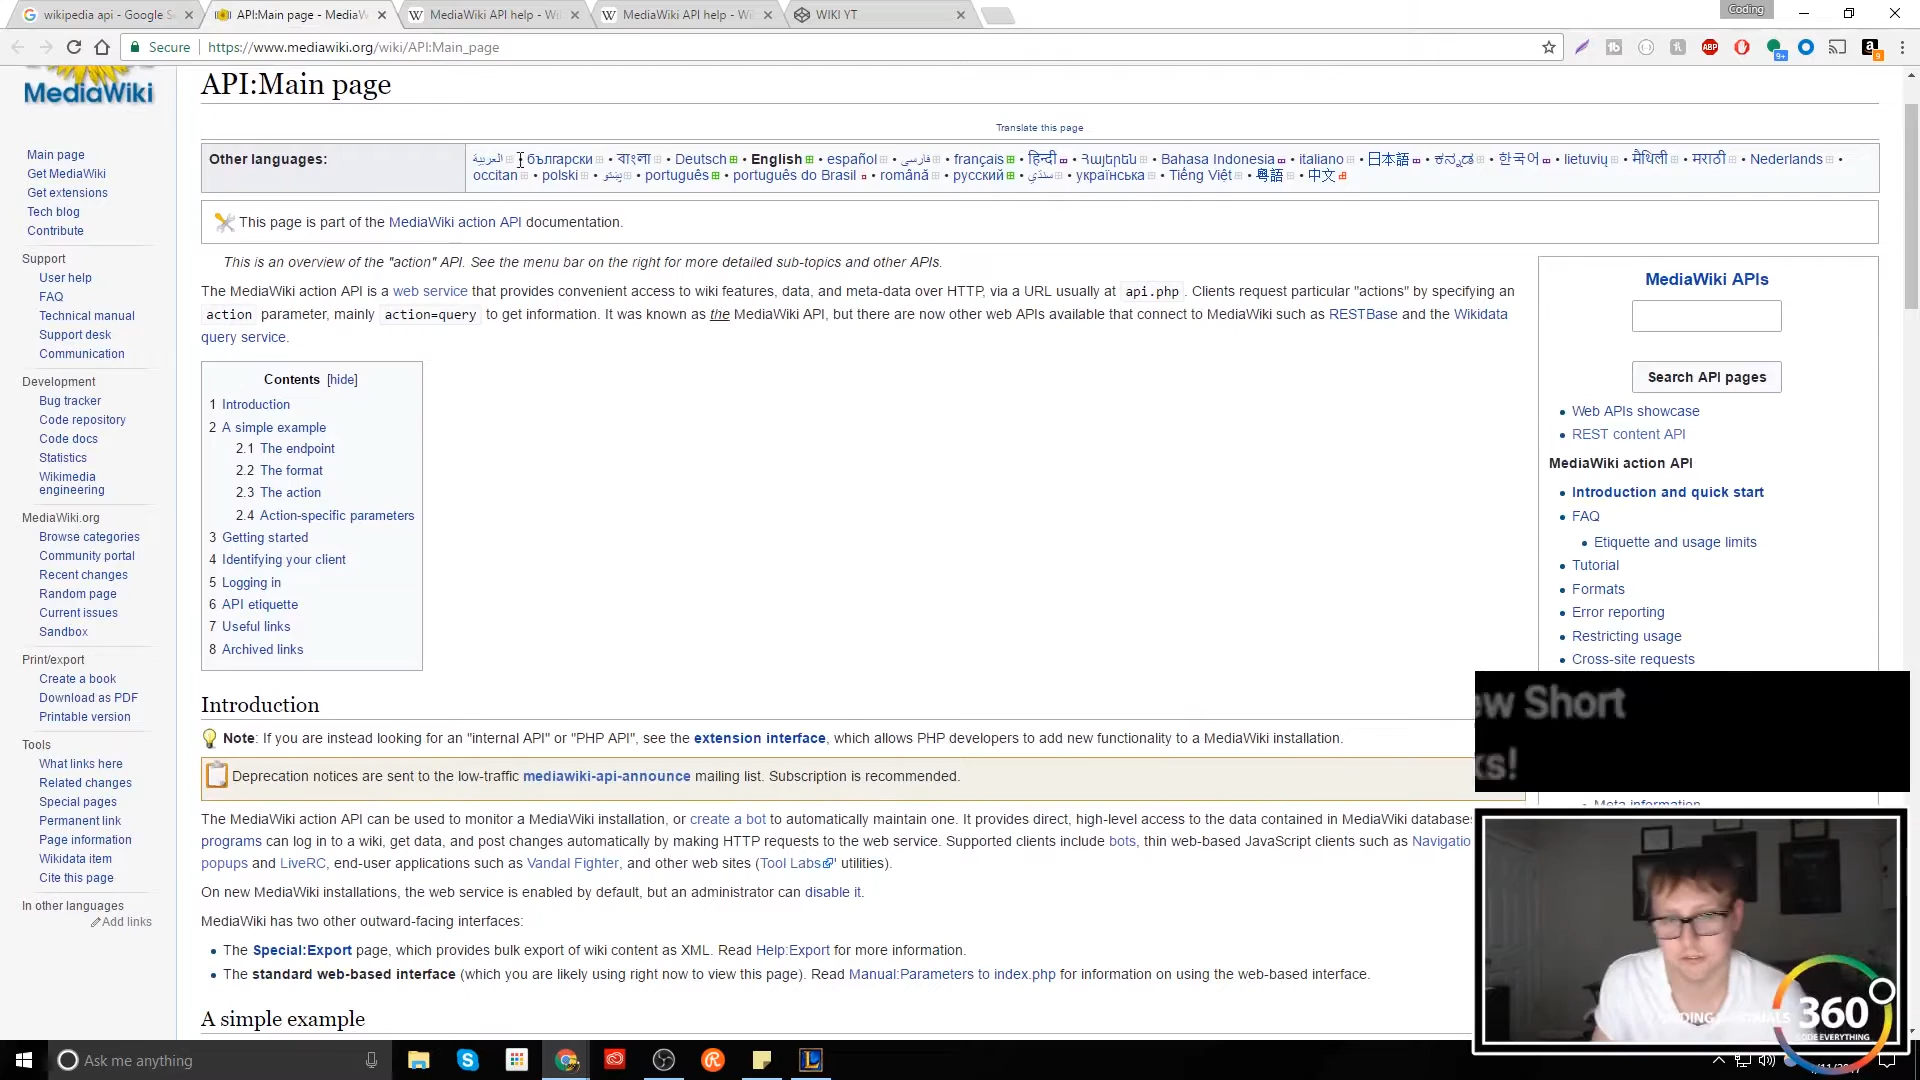 wikipedia api - Google S
API:Main page - MediaW
MediaWiki API help - Wi
MediaWiki API help - Wi
WIKI YT
Coding
Secure
https://www.mediawiki.org/wiki/API:Main_page
ABP
9+
9
MediaWiki
Main page
Get MediaWiki
Get extensions
Tech blog
Contribute
Support
User help
FAQ
Technical manual
Support desk
Communication
Development
Bug tracker
Code repository
Code docs
Statistics
Wikimedia
engineering
MediaWiki.org
Browse categories
Community portal
Recent changes
Random page
Current issues
Sandbox
Print/export
Create a book
Download as PDF
Printable version
Tools
What links here
Related changes
Special pages
Permanent link
Page information
Wikidata item
Cite this page
In other languages
Add links
API:Main page
Translate this page
Other languages:
العربية • български • বাংলা • Deutsch • English • español • فارسی • français • हिन्दी • Հայերեն • Bahasa Indonesia • italiano • 日本語 • ಕನ್ನಡ • 한국어 • lietuvių • मैथिली • मराठी • Nederlands •
occitan • polski • پښتو • português • português do Brasil • română • русский • سنڌي • українська • Tiếng Việt • 粵語 • 中文
This page is part of the MediaWiki action API documentation.
This is an overview of the "action" API. See the menu bar on the right for more detailed sub-topics and other APIs.
The MediaWiki action API is a web service that provides convenient access to wiki features, data, and meta-data over HTTP, via a URL usually at api.php. Clients request particular "actions" by specifying an
action parameter, mainly action=query to get information. It was known as the MediaWiki API, but there are now other web APIs available that connect to MediaWiki such as RESTBase and the Wikidata
query service.
Contents [hide]
1 Introduction
2 A simple example
2.1 The endpoint
2.2 The format
2.3 The action
2.4 Action-specific parameters
3 Getting started
4 Identifying your client
5 Logging in
6 API etiquette
7 Useful links
8 Archived links
Introduction
Note: If you are instead looking for an "internal API" or "PHP API", see the extension interface, which allows PHP developers to add new functionality to a MediaWiki installation.
Deprecation notices are sent to the low-traffic mediawiki-api-announce mailing list. Subscription is recommended.
The MediaWiki action API can be used to monitor a MediaWiki installation, or create a bot to automatically maintain one. It provides direct, high-level access to the data contained in MediaWiki databases
programs can log in to a wiki, get data, and post changes automatically by making HTTP requests to the web service. Supported clients include bots, thin web-based JavaScript clients such as Navigatio
popups and LiveRC, end-user applications such as Vandal Fighter, and other web sites (Tool Labs' utilities).
On new MediaWiki installations, the web service is enabled by default, but an administrator can disable it.
MediaWiki has two other outward-facing interfaces:
The Special:Export page, which provides bulk export of wiki content as XML. Read Help:Export for more information.
The standard web-based interface (which you are likely using right now to view this page). Read Manual:Parameters to index.php for information on using the web-based interface.
A simple example
MediaWiki APIs
Search API pages
Web APIs showcase
REST content API
MediaWiki action API
Introduction and quick start
FAQ
Etiquette and usage limits
Tutorial
Formats
Error reporting
Restricting usage
Cross-site requests
ew Short
ks!
Meta information
360
CODE EVERYTHING
Ask me anything